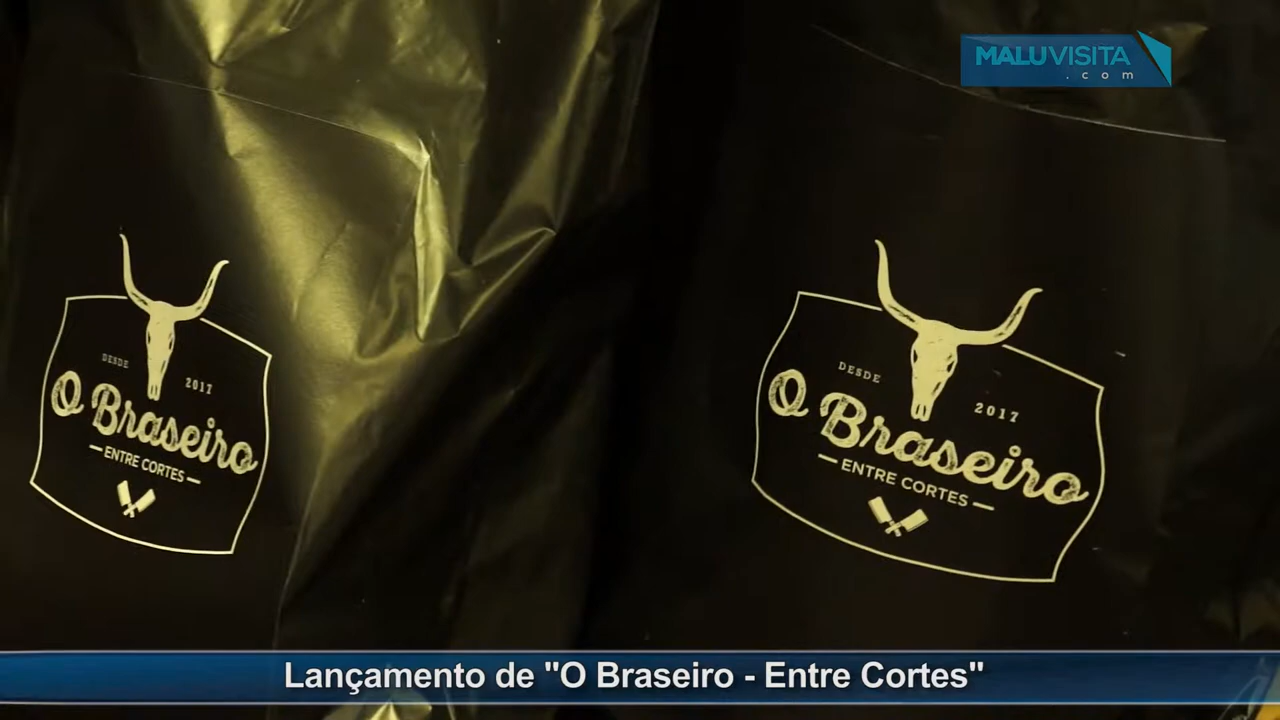 MALUVISITA
.com
DESDE
2017
O Braseiro
ENTRE CORTES
DESDE
2017
O Braseiro
ENTRE CORTES
Lançamento de "O Braseiro - Entre Cortes"